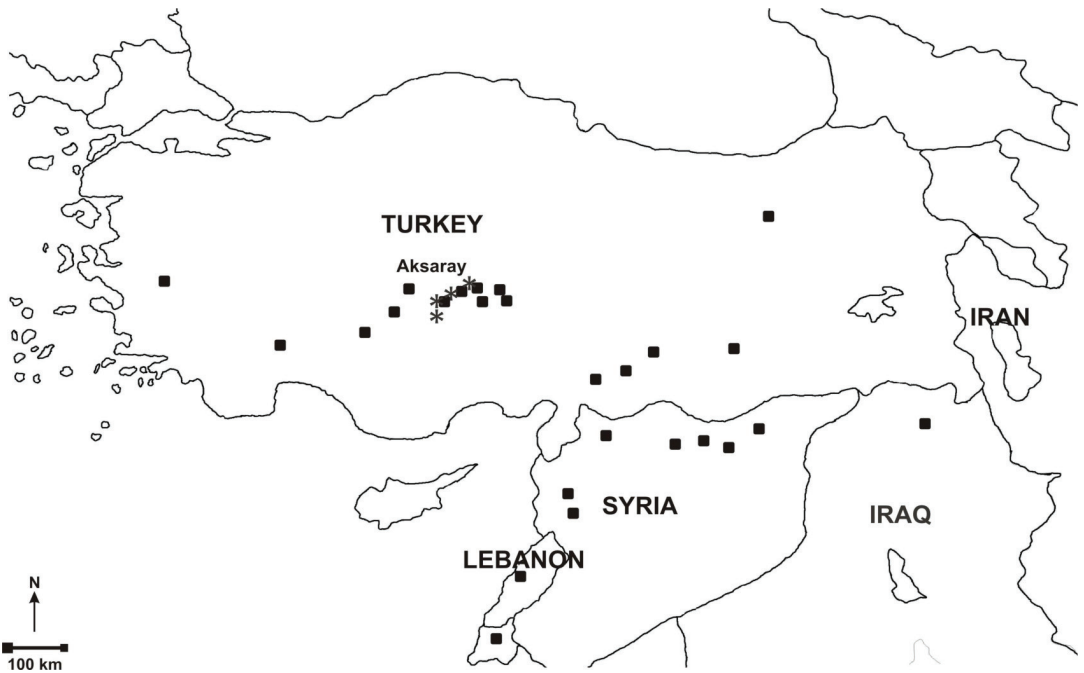 TURKEY
Aksaray
IRAN
SYRIA
IRAQ
LEBANON
N
100 km